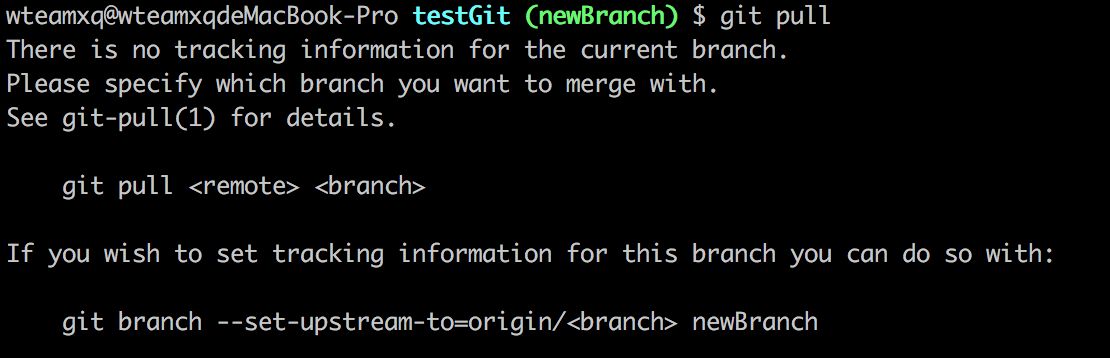 wteamxq@wteamxqdeMacBook-Pro testGit (newBranch) $ git pull
There is no tracking information for the current branch.
Please specify which branch you want to merge with.
See git-pull(1) for details.
git pull <remote> <branch>
If you wish to set tracking information for this branch you can do so with:
git branch --set-upstream-to=origin/<branch> newBranch